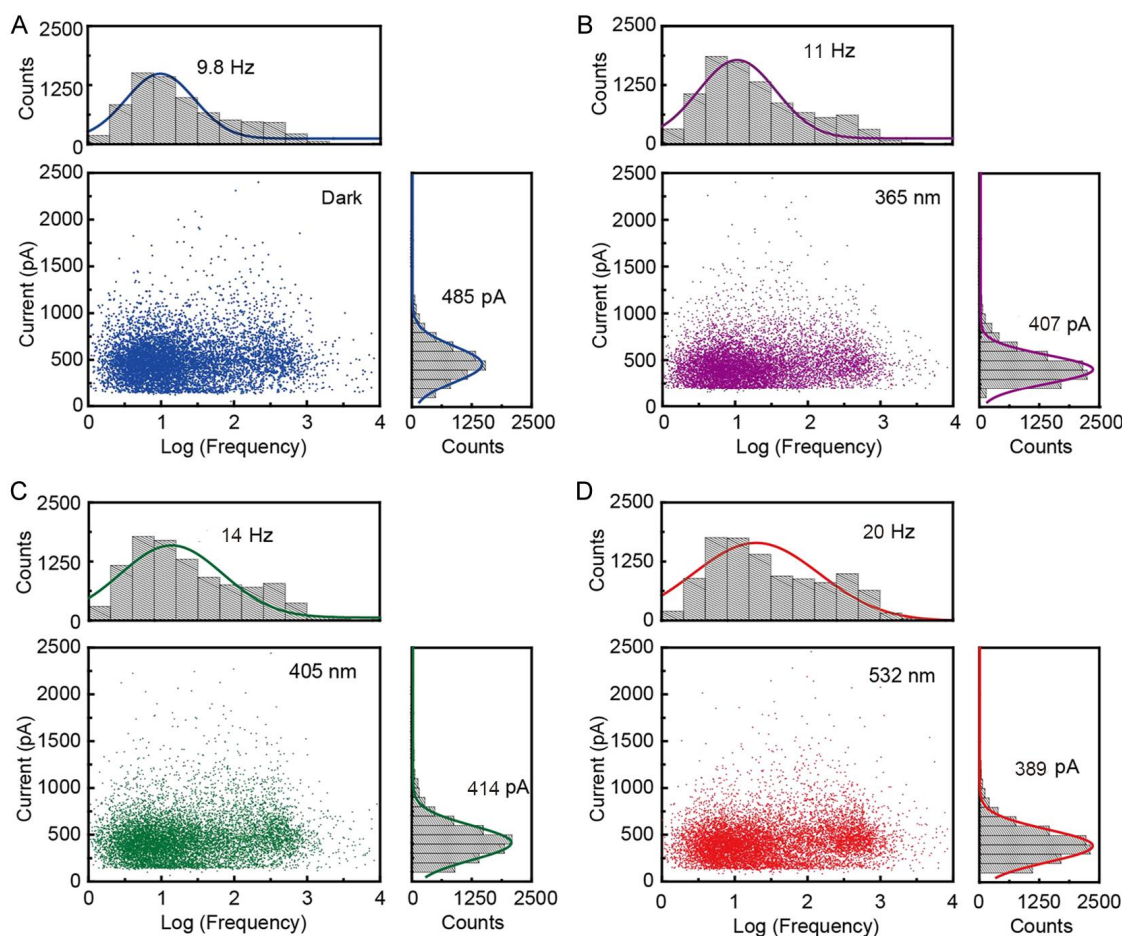 A
2500
Counts
1250
0
9.8 Hz
2500
2000
1500
1000
500
0
Current (pA)
Dark
0 1 2 3 4
Log (Frequency)
485 pA
0 1250 2500
Counts
B
2500
Counts
1250
0
11 Hz
2500
2000
1500
1000
500
0
Current (pA)
365 nm
0 1 2 3 4
Log (Frequency)
407 pA
0 1250 2500
Counts
C
2500
Counts
1250
0
14 Hz
2500
2000
1500
1000
500
0
Current (pA)
405 nm
0 1 2 3 4
Log (Frequency)
414 pA
0 1250 2500
Counts
D
2500
Counts
1250
0
20 Hz
2500
2000
1500
1000
500
0
Current (pA)
532 nm
0 1 2 3 4
Log (Frequency)
389 pA
0 1250 2500
Counts